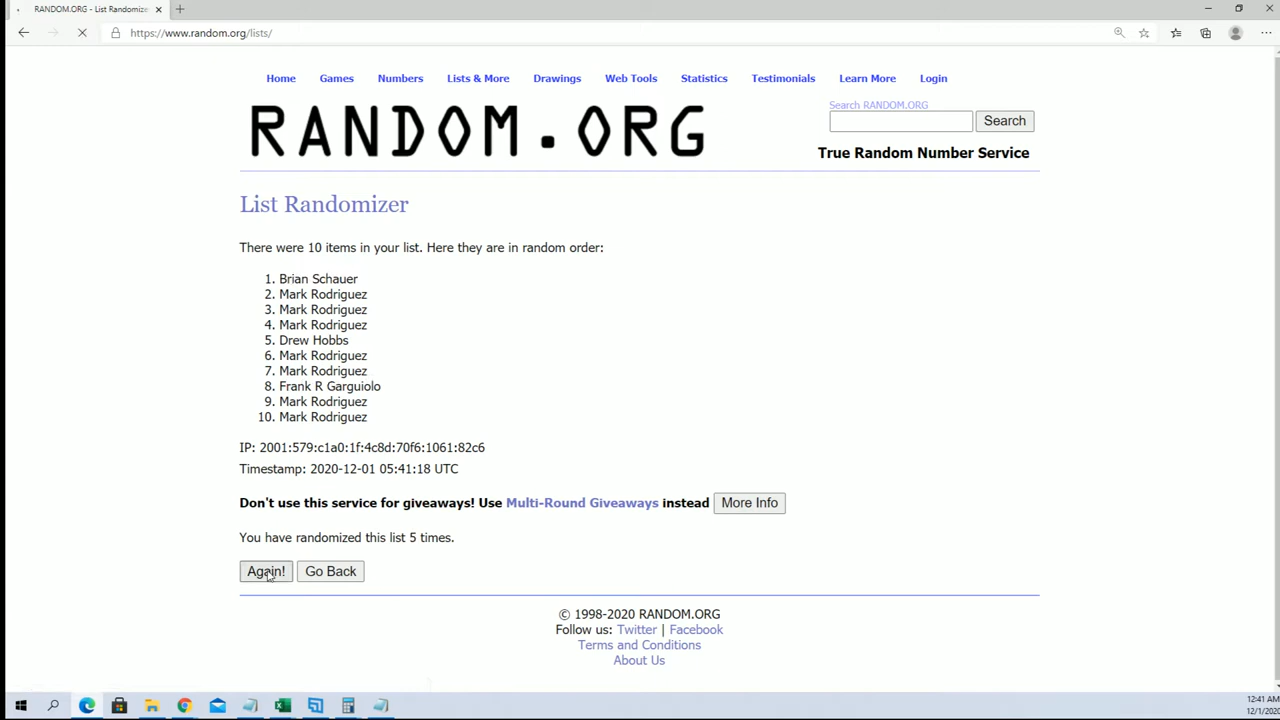 RANDOM.ORG - List Randomize
https://www.random.org/lists/
Home Games Numbers Lists & More Drawings Web Tools Statistics Testimonials Learn More Login
RANDOM.ORG
Search RANDOM.ORG
Search
True Random Number Service
List Randomizer
There were 10 items in your list. Here they are in random order:
1. Brian Schauer
2. Mark Rodriguez
3. Mark Rodriguez
4. Mark Rodriguez
5. Drew Hobbs
6. Mark Rodriguez
7. Mark Rodriguez
8. Frank R Garguiolo
9. Mark Rodriguez
10. Mark Rodriguez
IP: 2001:579:c1a0:1f:4c8d:70f6:1061:82c6
Timestamp: 2020-12-01 05:41:18 UTC
Don't use this service for giveaways! Use Multi-Round Giveaways instead More Info
You have randomized this list 5 times.
Again! Go Back
© 1998-2020 RANDOM.ORG
Follow us: Twitter | Facebook
Terms and Conditions
About Us
12:41 AM
12/1/2020